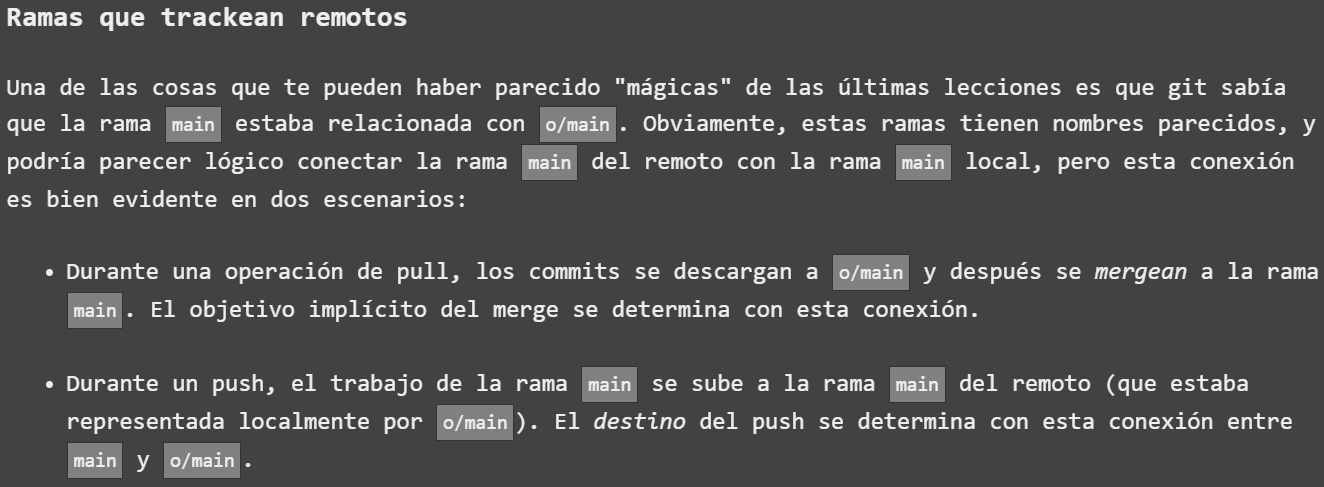 Ramas que trackean remotos
Una de las cosas que te pueden haber parecido "mágicas" de las últimas lecciones es que git sabía
que la rama main estaba relacionada con o/main. Obviamente, estas ramas tienen nombres parecidos, y
podría parecer lógico conectar la rama main del remoto con la rama main local, pero esta conexión
es bien evidente en dos escenarios:
• Durante una operación de pull, los commits se descargan a o/main y después se mergean a la rama
main. El objetivo implícito del merge se determina con esta conexión.
• Durante un push, el trabajo de la rama main se sube a la rama main del remoto (que estaba
representada localmente por o/main). El destino del push se determina con esta conexión entre
main y o/main.